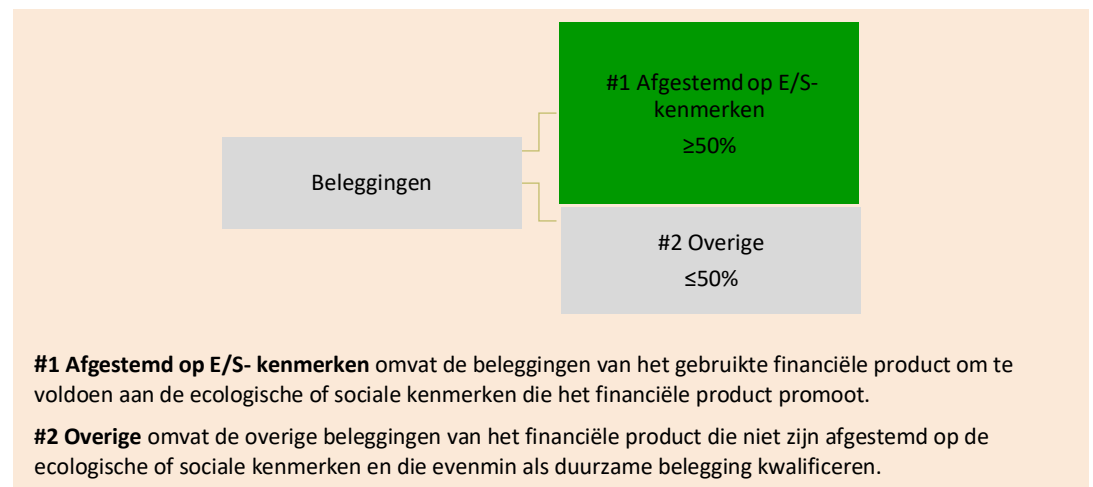 #1 Afgestemd op E/S-
kenmerken
≥50%
Beleggingen
#2 Overige
≤50%
#1 Afgestemd op E/S- kenmerken omvat de beleggingen van het gebruikte financiële product om te
voldoen aan de ecologische of sociale kenmerken die het financiële product promoot.
#2 Overige omvat de overige beleggingen van het financiële product die niet zijn afgestemd op de
ecologische of sociale kenmerken en die evenmin als duurzame belegging kwalificeren.